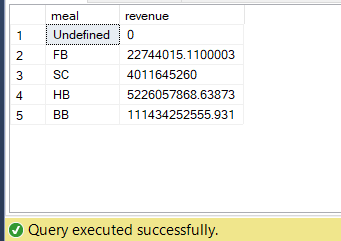 meal revenue
1 Undefined 0
2 FB 22744015.1100003
3 SC 4011645260
4 HB 5226057868.63873
5 BB 111434252555.931
Query executed successfully.